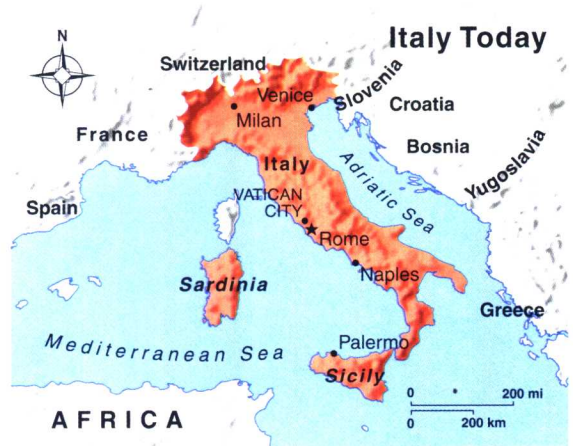 Italy Today
N
Switzerland
Slovenia
Venice
Croatia
Milan
France
Bosnia
Italy
Adriatic Sea
Yugoslavia
VATICAN
CITY
Spain
Rome
Naples
Sardinia
Greece
Mediterranean Sea
Palermo
Sicily
0 200 mi
0 200 km
AFRICA